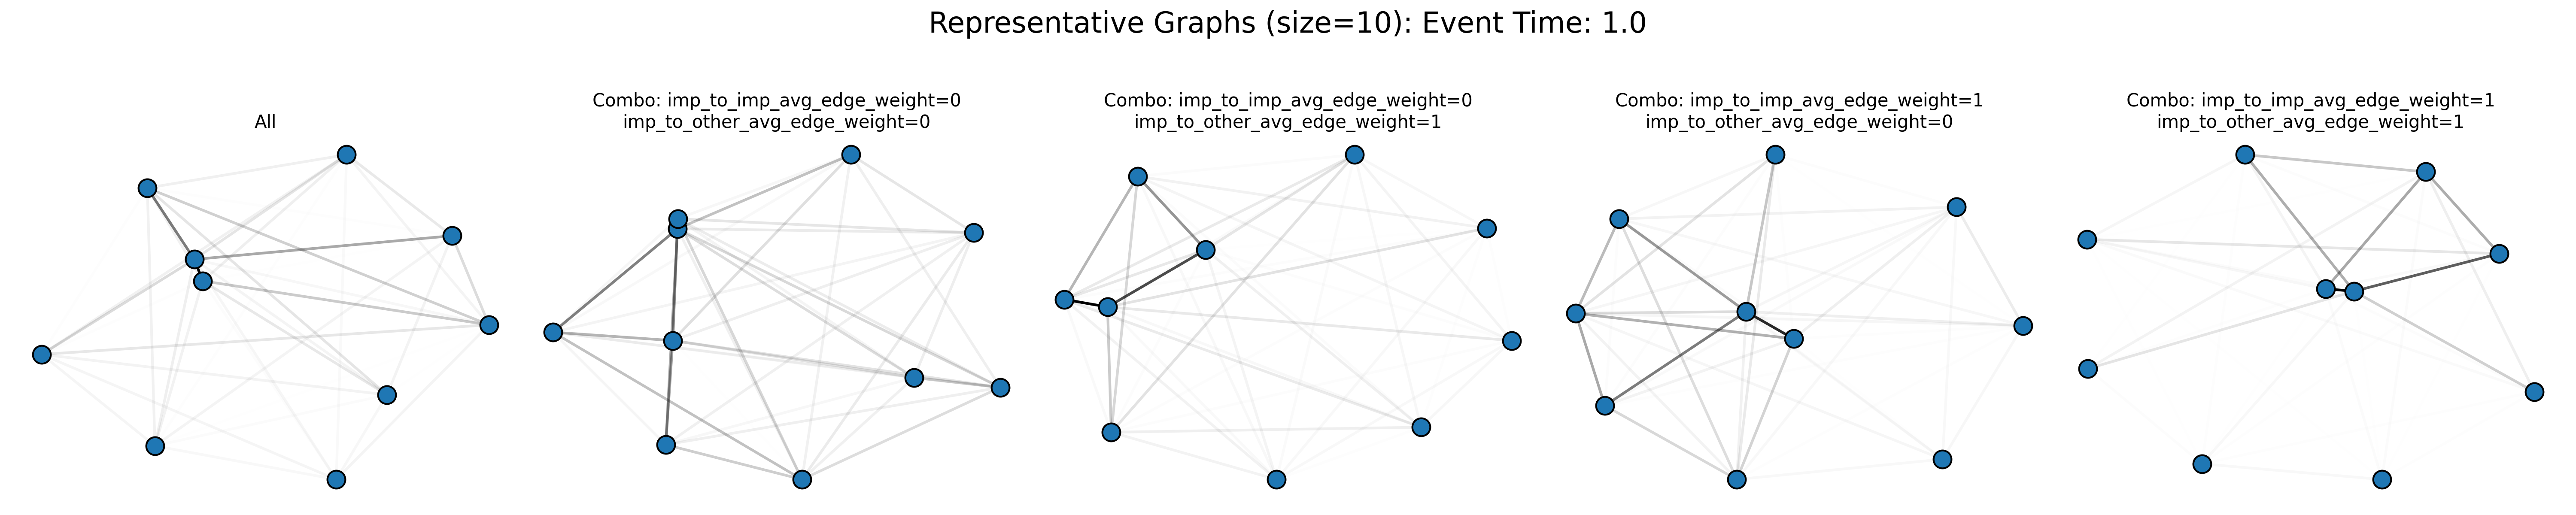 Representative Graphs (size=10): Event Time: 1.0
All
Combo: imp_to_imp_avg_edge_weight=0
imp_to_other_avg_edge_weight=0
Combo: imp_to_imp_avg_edge_weight=0
imp_to_other_avg_edge_weight=1
Combo: imp_to_imp_avg_edge_weight=1
imp_to_other_avg_edge_weight=0
Combo: imp_to_imp_avg_edge_weight=1
imp_to_other_avg_edge_weight=1